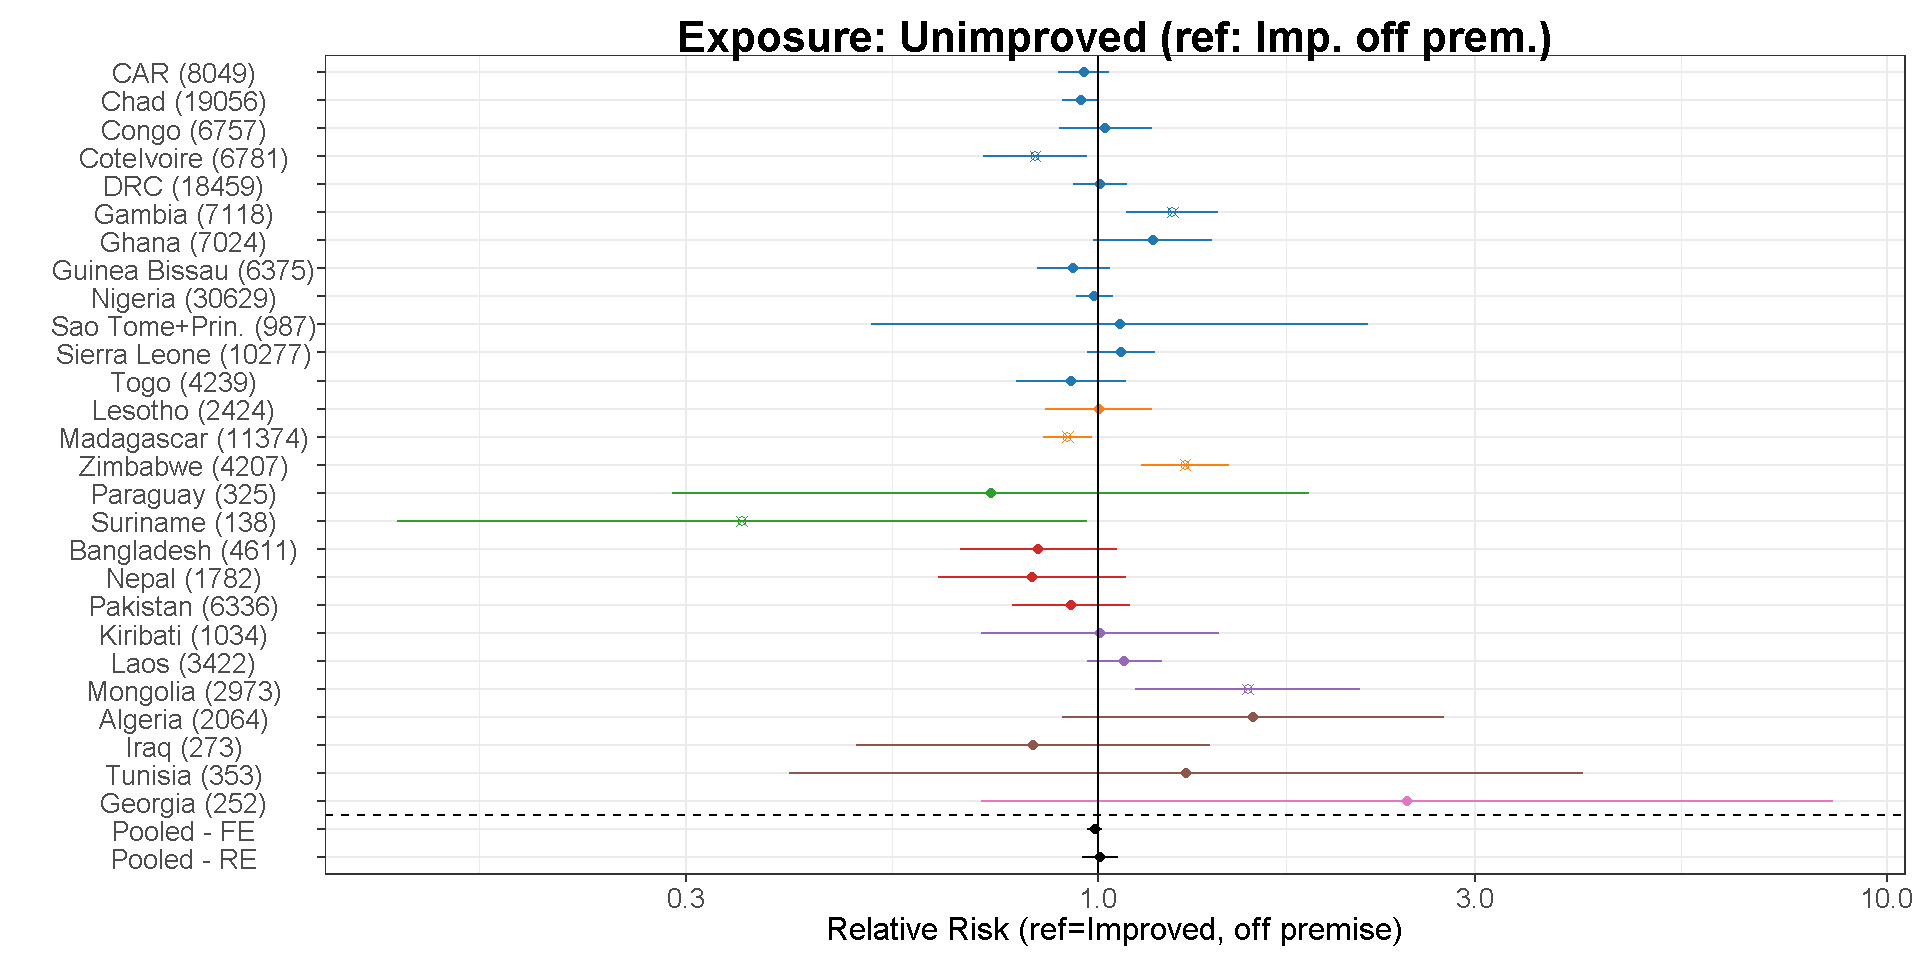 Exposure: Unimproved (ref: Imp. off prem.)
CAR (8049)
Chad (19056)
Congo (6757)
CoteIvoire (6781)
DRC (18459)
Gambia (7118)
Ghana (7024)
Guinea Bissau (6375)
Nigeria (30629)
Sao Tome+Prin. (987)
Sierra Leone (10277)
Togo (4239)
Lesotho (2424)
Madagascar (11374)
Zimbabwe (4207)
Paraguay (325)
Suriname (138)
Bangladesh (4611)
Nepal (1782)
Pakistan (6336)
Kiribati (1034)
Laos (3422)
Mongolia (2973)
Algeria (2064)
Iraq (273)
Tunisia (353)
Georgia (252)
Pooled - FE
Pooled - RE
0.3 1.0 3.0 10.0
Relative Risk (ref=Improved, off premise)